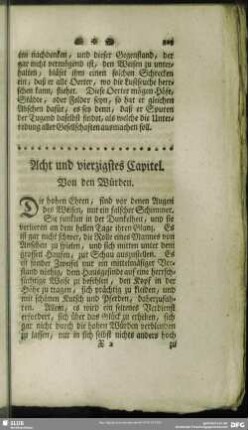 len nachdenken, und dieser Gegenstand, der
gar nicht vermögend ist, den Weisen zu unter-
halten, bläset ihm einen solchen Schrecken
ein, daß er alle Oerter, wo die Lustseuche herr-
schen kann, fliehet. Diese Oerter mögen Höfe,
Städte, oder Felder seyn, so hat er gleichen
Abscheu dafür, es sey denn, daß er Spuren
der Tugend daselbst findet, als welche die Unter-
redung aller Gesellschaften ausmachen soll.
Acht und vierzigstes Capitel.
Von den Würden.
Die hohen Ehren, sind vor denen Augen
des Weisen, nur ein falscher Schimmer.
Sie funkeln in der Dunkelheit, und sie
verlieren an dem hellen Tage ihren Glanz. Es
ist gar nicht schwer, die Rolle eines Mannes von
Ansehen zu spielen, und sich mitten unter dem
grossen Haufen, zur Schau auszustellen. Es
ist sonder Zweifel nur ein mittelmäßiger Ver-
stand nöthig, dem Hausgesinde auf eine herrsch-
süchtige Weise zu befehlen, den Kopf in der
Höhe zu tragen, sich prächtig zu kleiden, und
mit schönen Kutsch und Pferden, daherzufah-
ren. Allein, es wird ein seltenes Verdienst
erfordert, sich über das Glück zu erheben, sich
gar nicht durch die hohen Würden verblenden
zu lassen, nur in sich selbst nichts anders hoch
zu